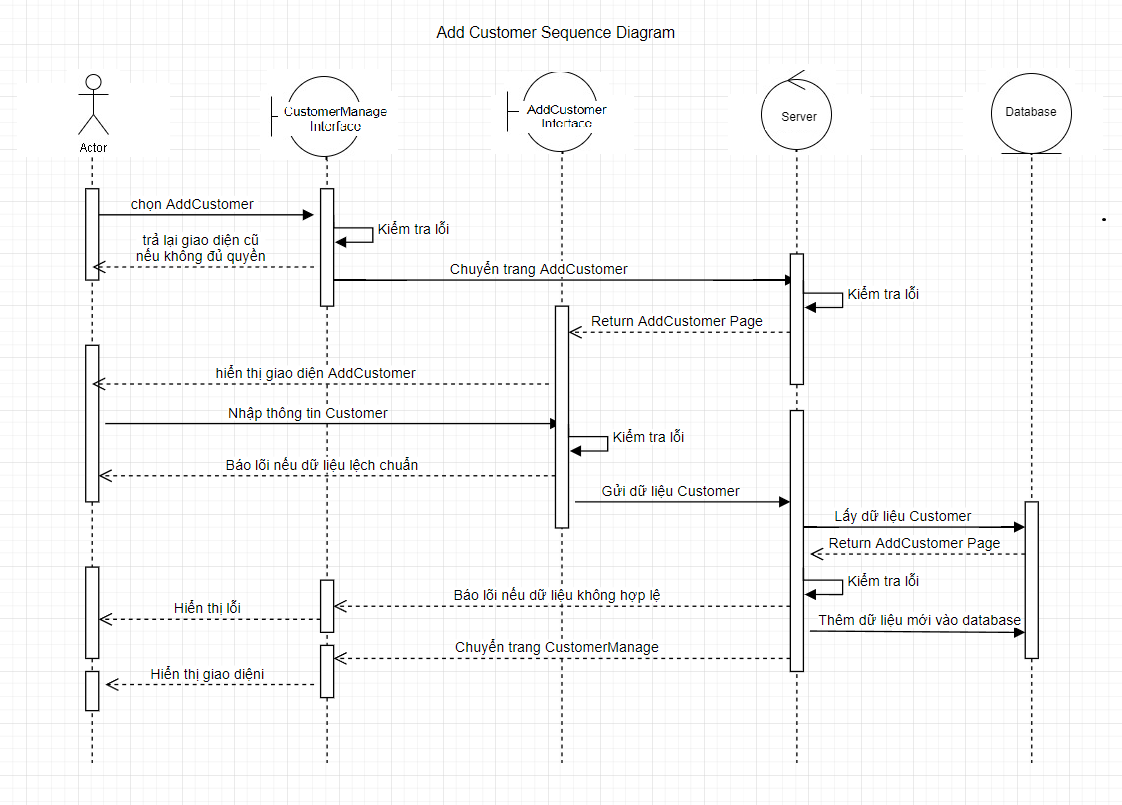 Add Customer Sequence Diagram
Actor
CustomerManage
Interface
AddCustomer
Interface
Server
Database
chọn AddCustomer
Kiểm tra lỗi
trả lại giao diện cũ
nếu không đủ quyền
Chuyển trang AddCustomer
Kiểm tra lỗi
Return AddCustomer Page
hiển thị giao diện AddCustomer
Nhập thông tin Customer
Kiểm tra lỗi
Báo lỗi nếu dữ liệu lệch chuẩn
Gửi dữ liệu Customer
Lấy dữ liệu Customer
Return AddCustomer Page
Kiểm tra lỗi
Báo lỗi nếu dữ liệu không hợp lệ
Hiển thị lỗi
Thêm dữ liệu mới vào database
Chuyển trang CustomerManage
Hiển thị giao diệni